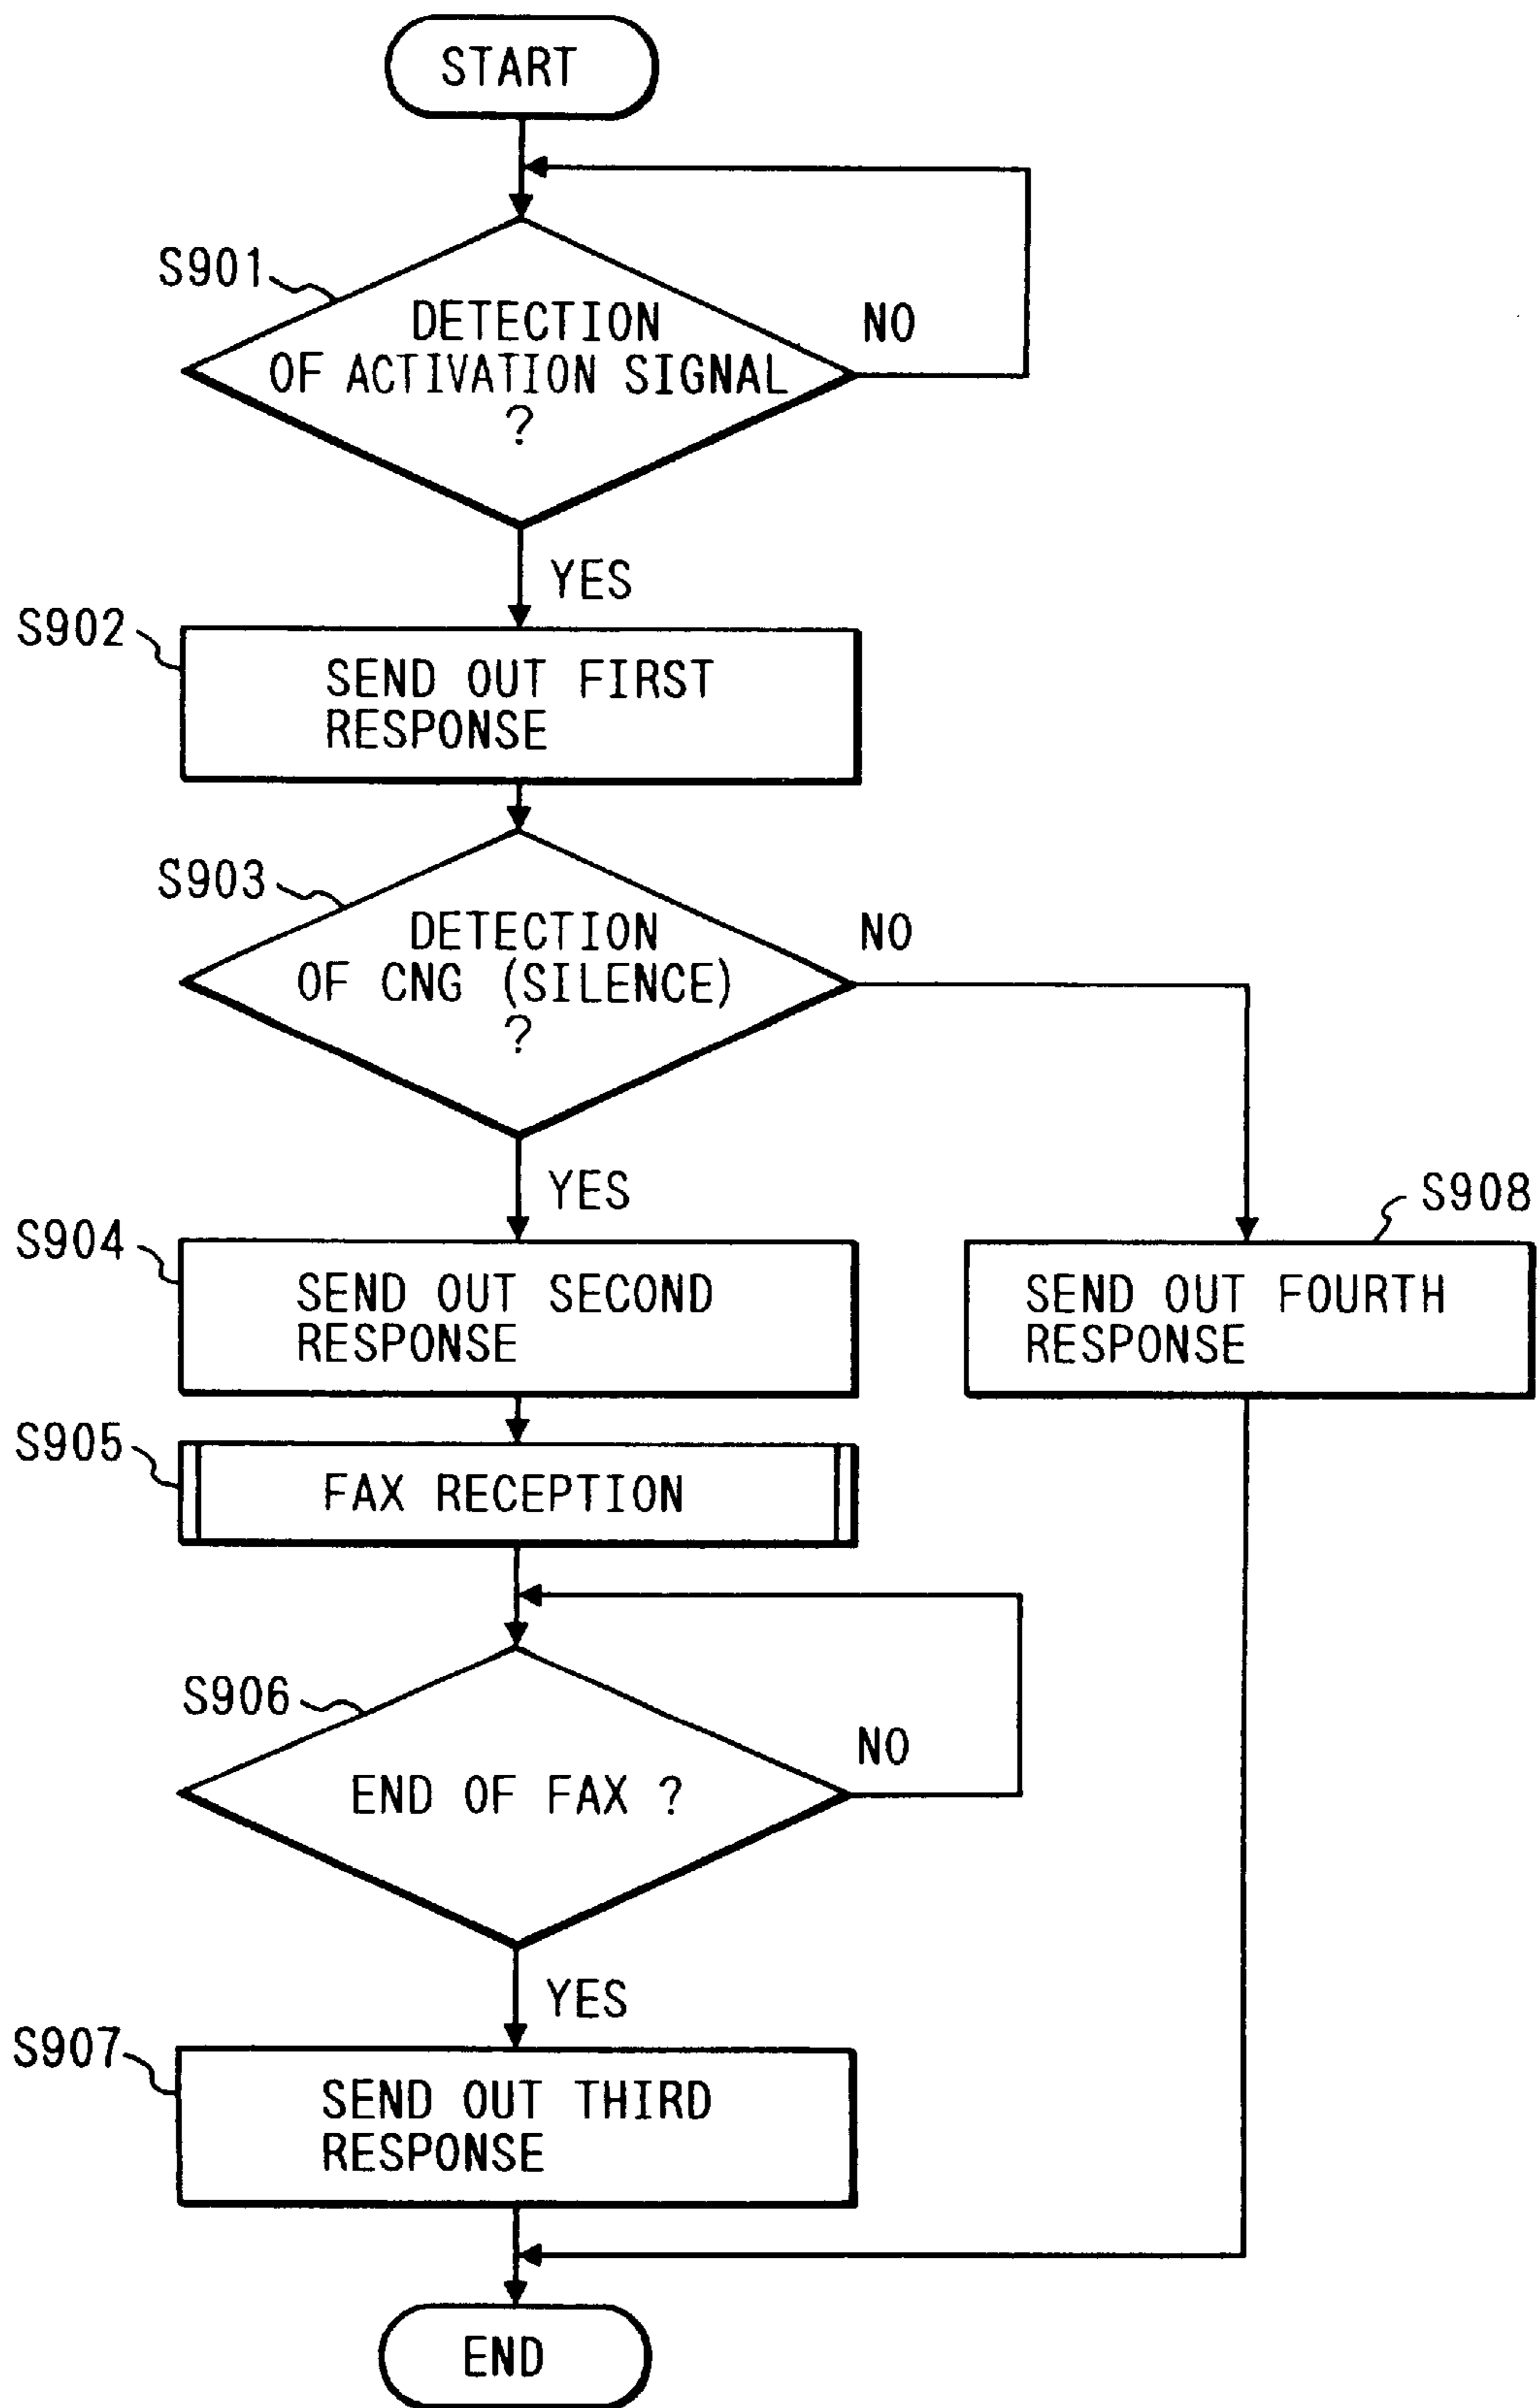 START
S901
DETECTION
OF ACTIVATION SIGNAL
?
NO
YES
S902
SEND OUT FIRST
RESPONSE
S903
DETECTION
OF CNG (SILENCE)
?
NO
YES
S904
SEND OUT SECOND
RESPONSE
S908
SEND OUT FOURTH
RESPONSE
S905
FAX RECEPTION
S906
END OF FAX ?
NO
YES
S907
SEND OUT THIRD
RESPONSE
END